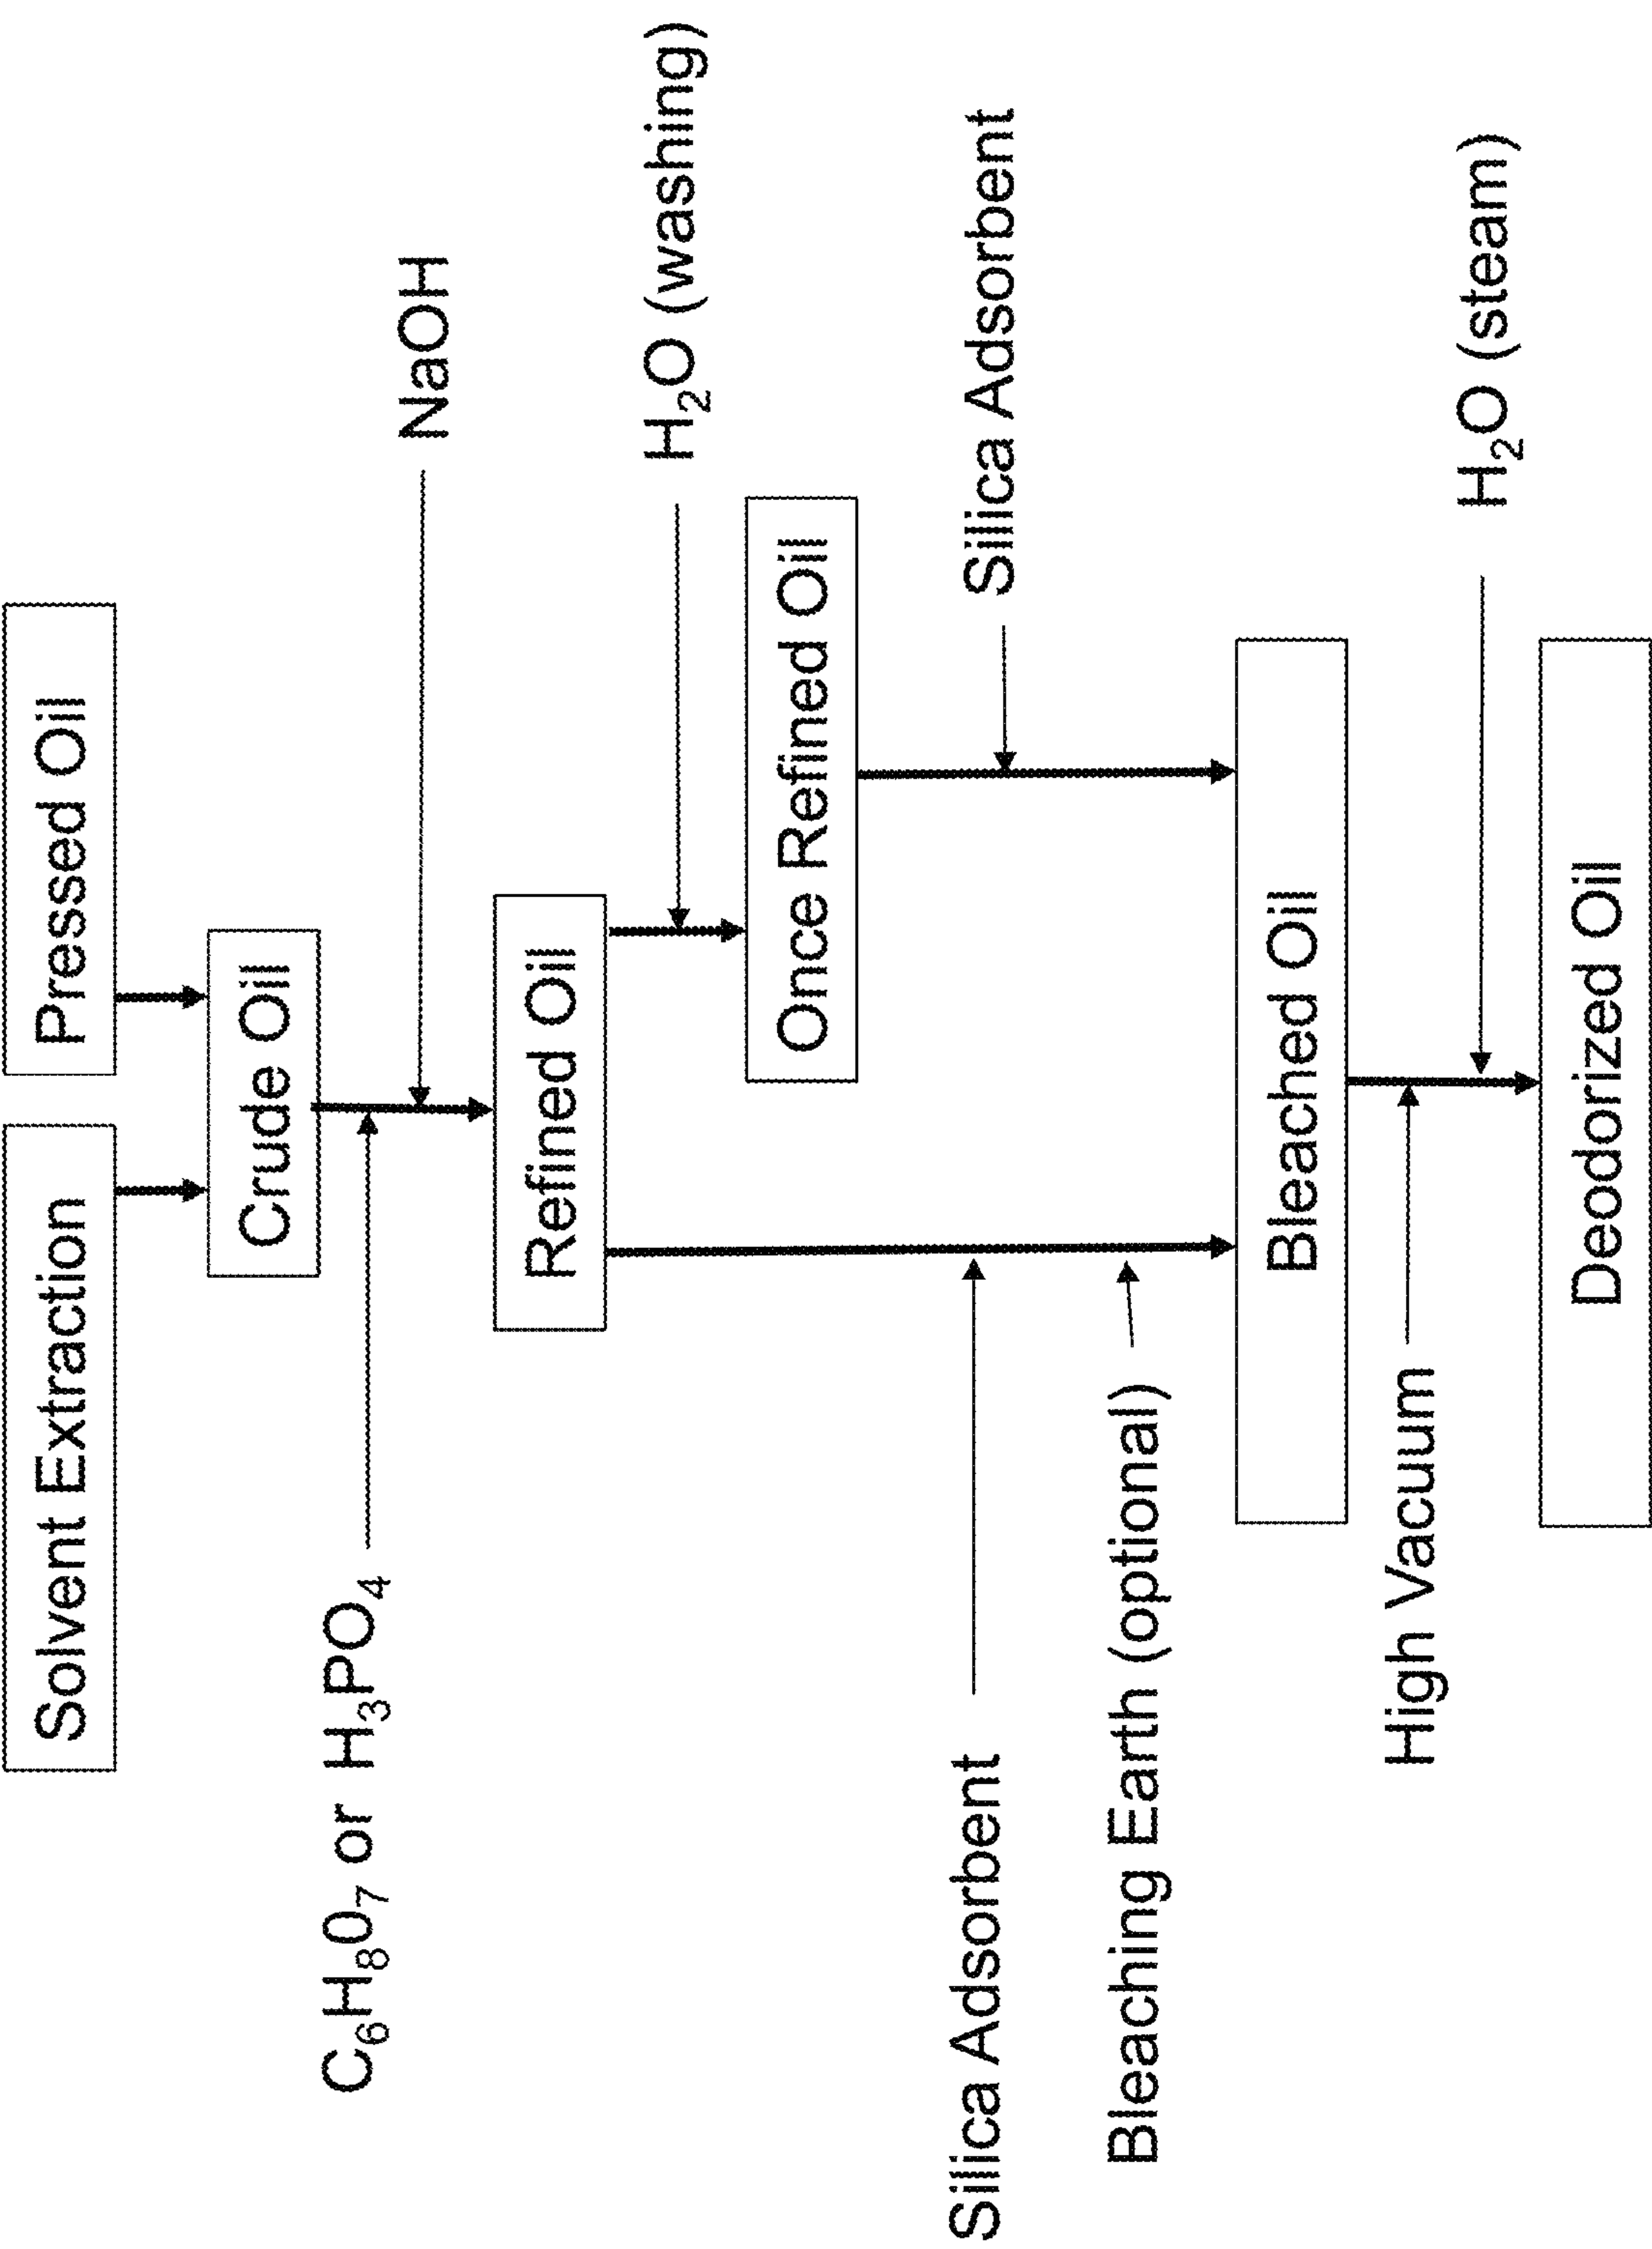 Solvent Extraction
Pressed Oil
Crude Oil
C6H8O7 or H3PO4
NaOH
Refined Oil
H2O (washing)
Once Refined Oil
Silica Adsorbent
Silica Adsorbent
Bleaching Earth (optional)
Bleached Oil
High Vacuum
H2O (steam)
Deodorized Oil